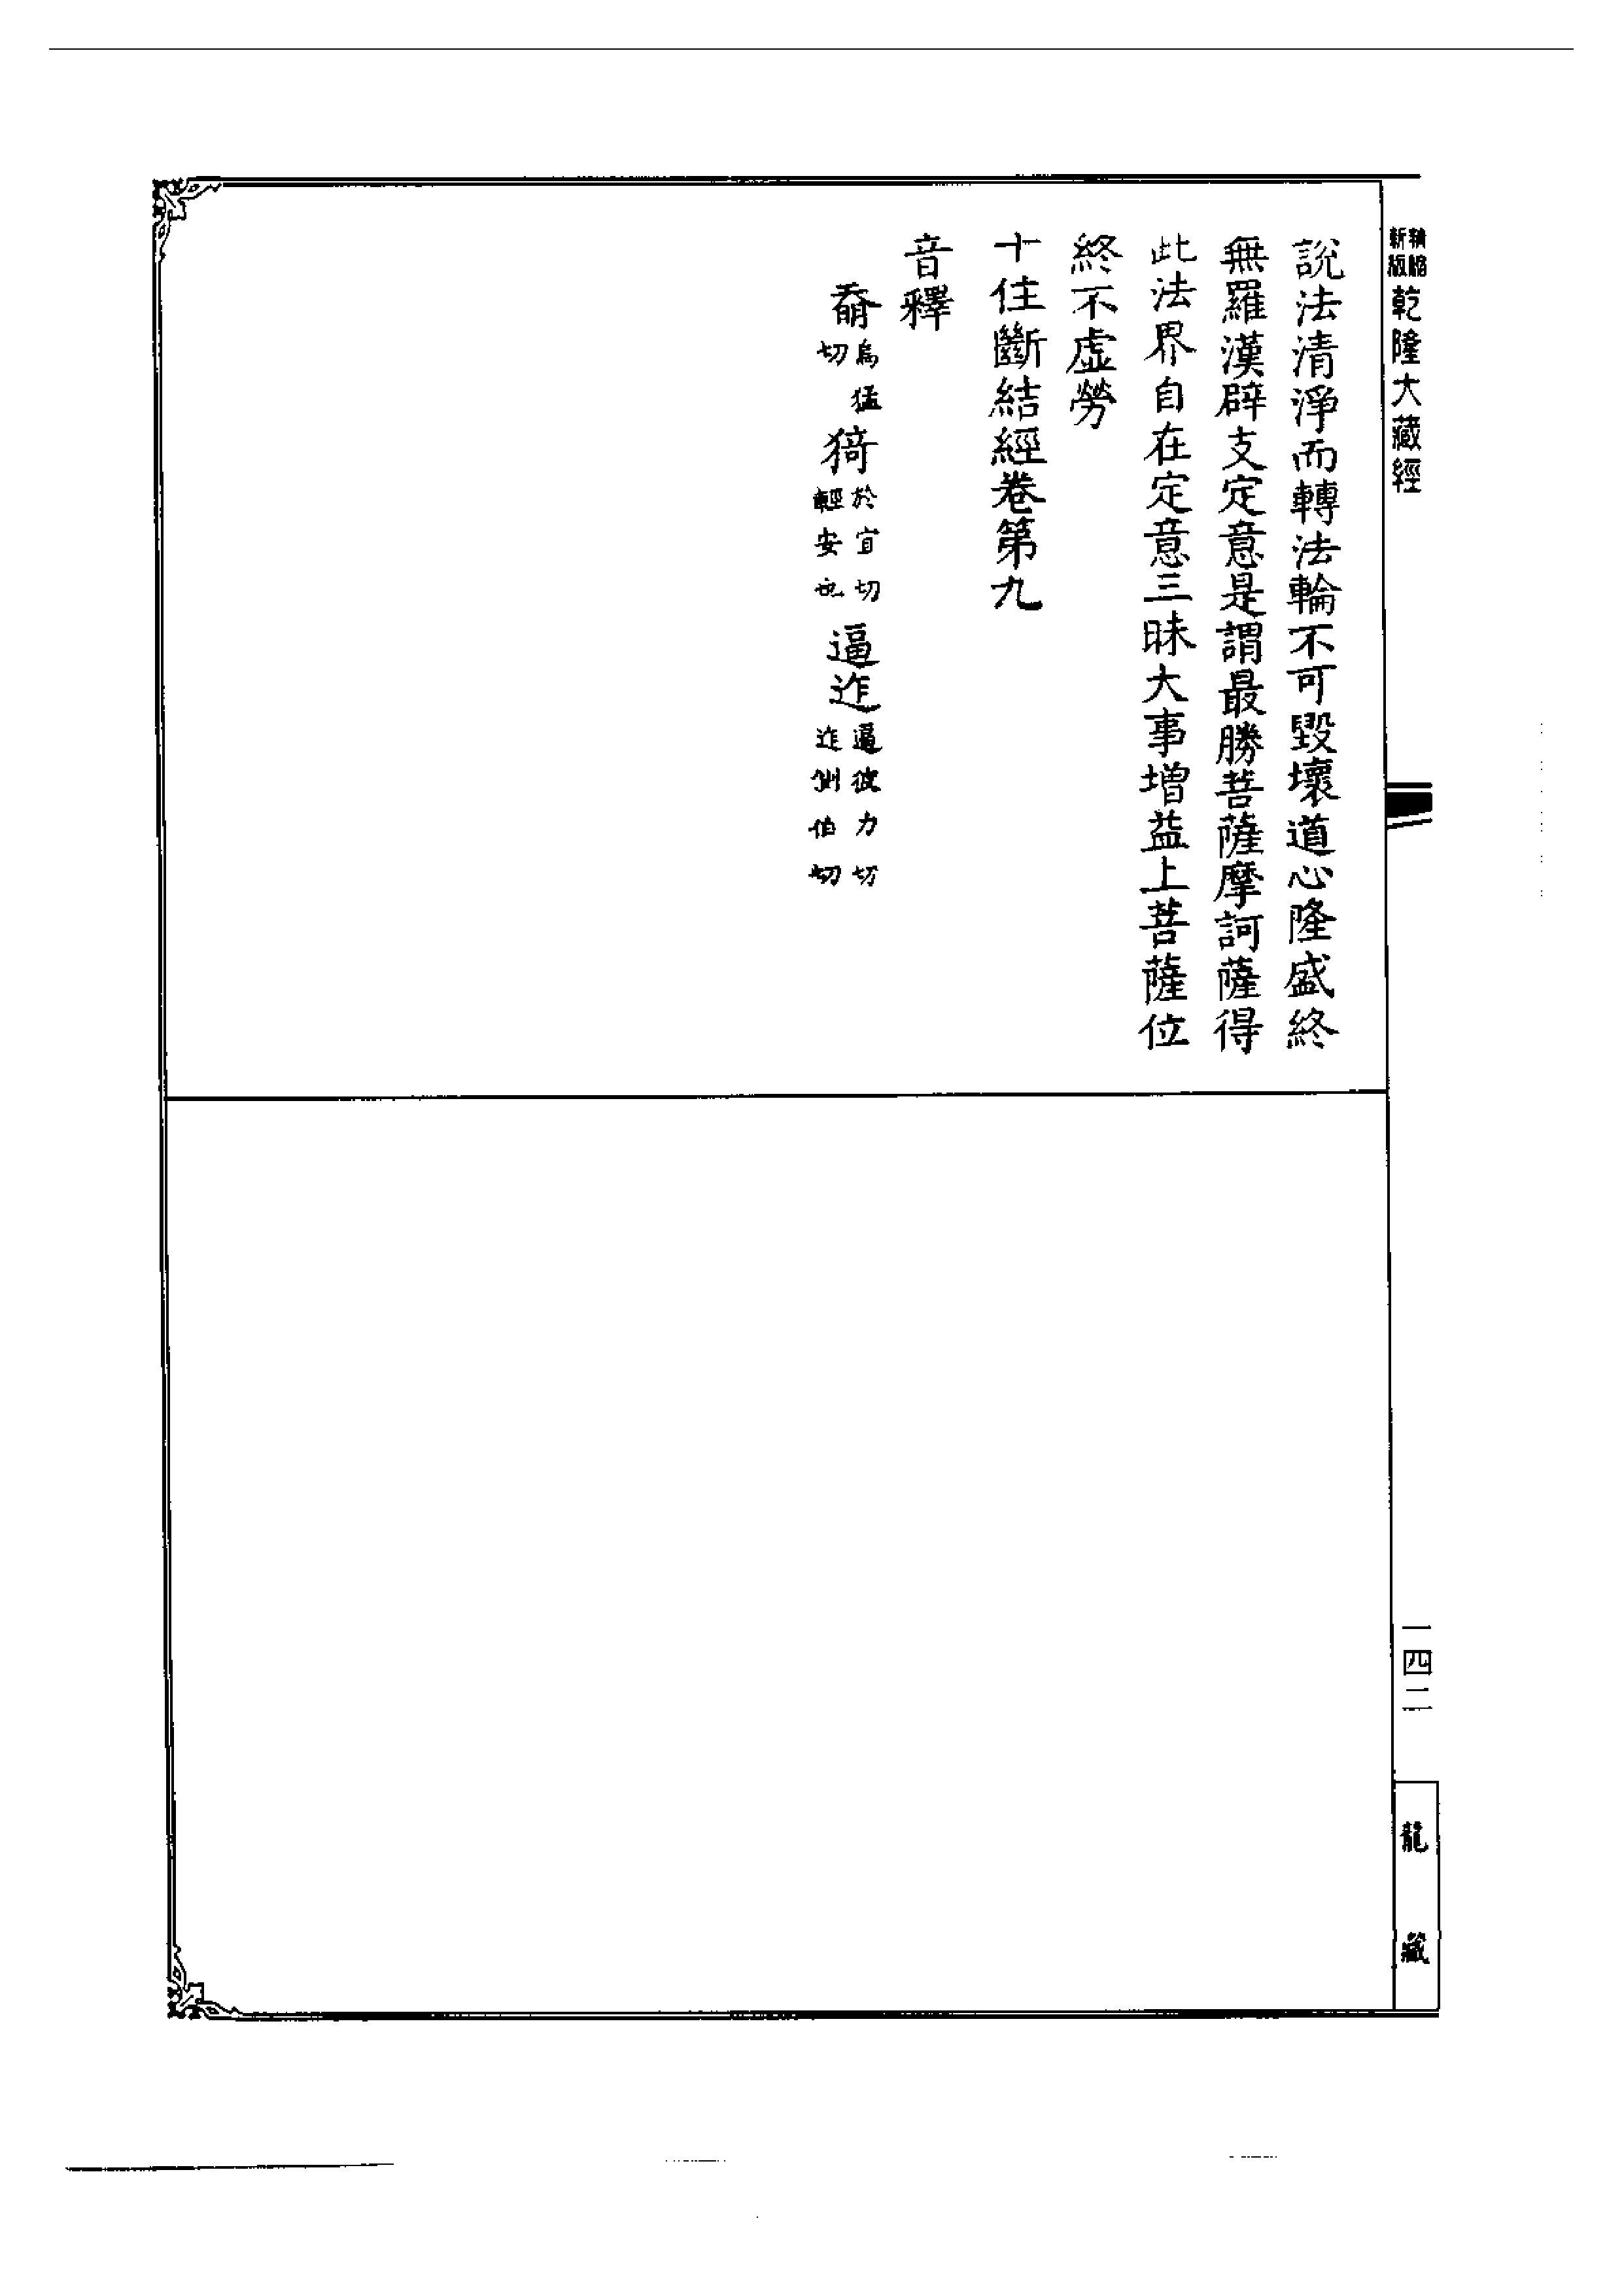 精縮
新版
乾隆大藏經
說法清淨而轉法輪不可毀壞道心隆盛終
無羅漢辟支定意是謂最勝菩薩摩訶薩得
此法界自在定意三昧大事增益上菩薩位
終不虛勞
十住斷結經卷第九
音釋
奣烏猛切 猗於宜切輕安也 逼迮逼彼力切迮側伯切
一四二
龍藏